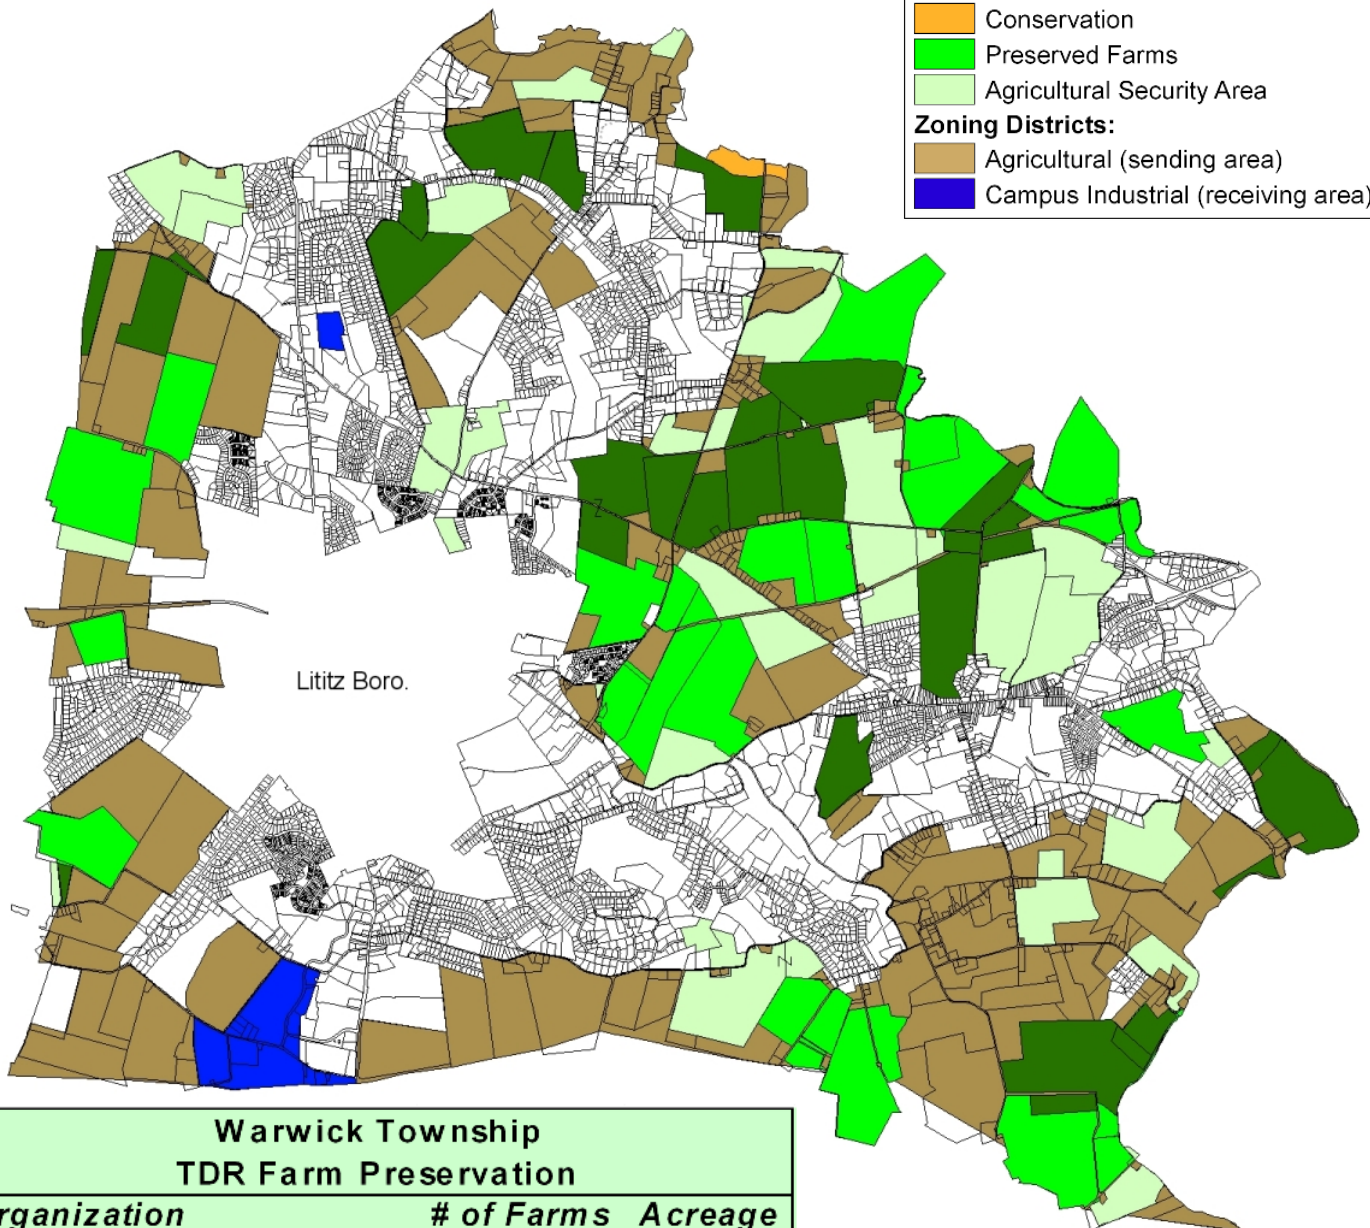 Conservation
Preserved Farms
Agricultural Security Area
Zoning Districts:
Agricultural (sending area)
Campus Industrial (receiving area)
Lititz Boro.
Warwick Township
TDR Farm Preservation
rganization # of Farms Acreage